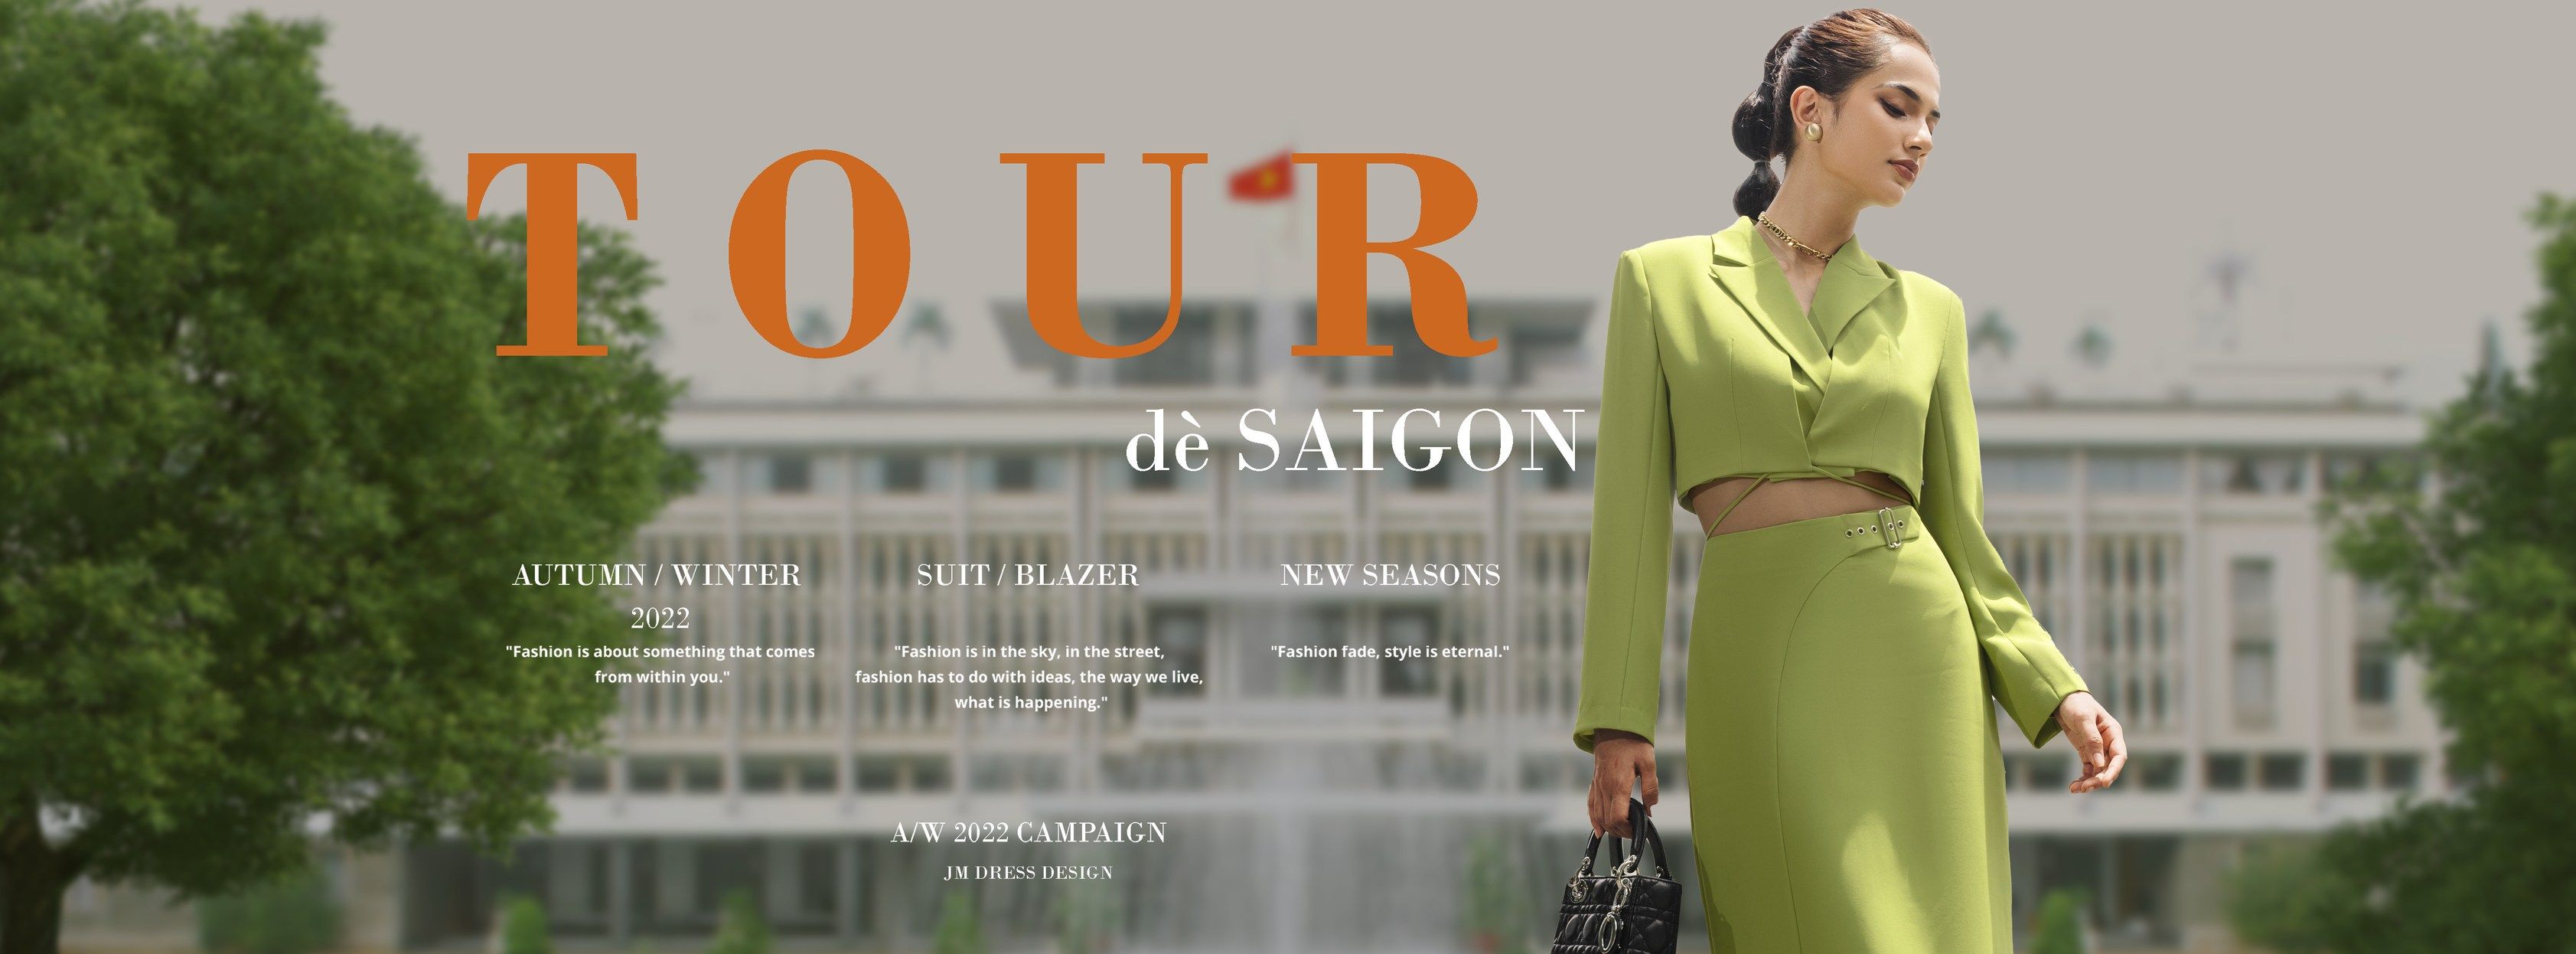 TOUR
dè SAIGON
AUTUMN / WINTER
2022
"Fashion is about something that comes
from within you."
SUIT / BLAZER
"Fashion is in the sky, in the street,
fashion has to do with ideas, the way we live,
what is happening."
NEW SEASONS
"Fashion fade, style is eternal."
A/W 2022 CAMPAIGN
JM DRESS DESIGN